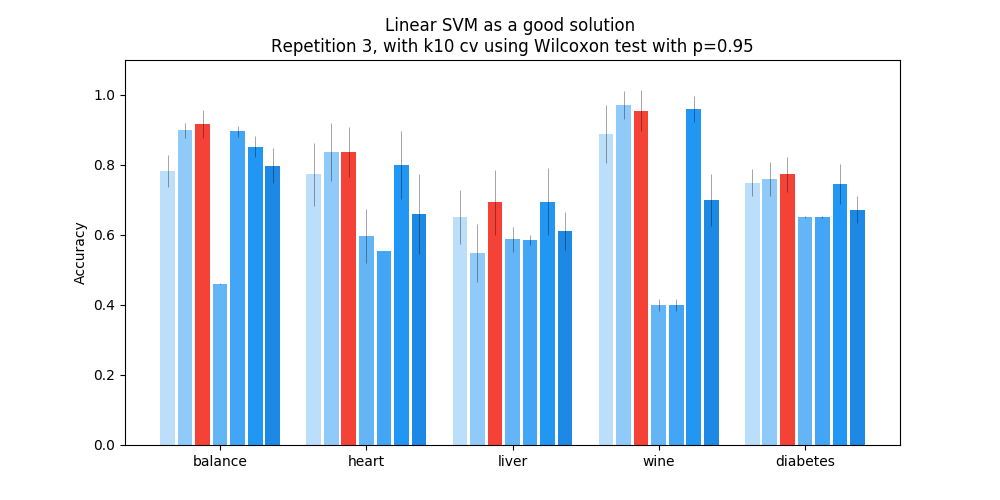 Linear SVM as a good solution
Repetition 3, with k10 cv using Wilcoxon test with p=0.95
Accuracy
1.0
0.8
0.6
0.4
0.2
0.0
balance heart liver wine diabetes